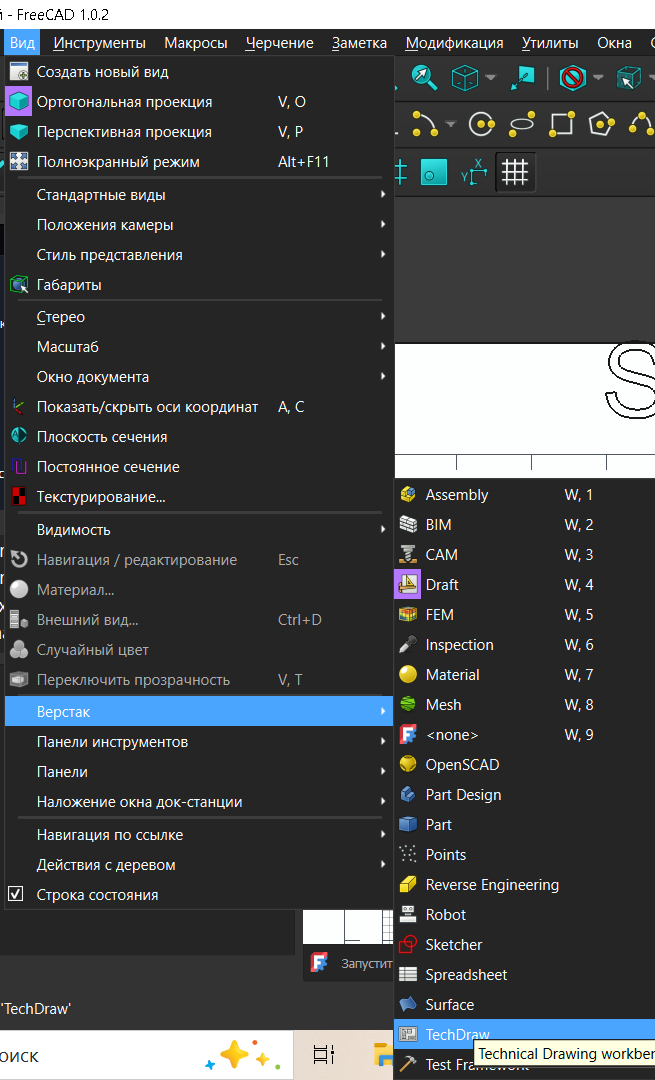 й - FreeCAD 1.0.2
Вид Инструменты Макросы Черчение Заметка Модификация Утилиты Окна
Создать новый вид
Ортогональная проекция V, O
Перспективная проекция V, P
Полноэкранный режим Alt+F11
Стандартные виды
Положения камеры
Стиль представления
Габариты
Стерео
Масштаб
Окно документа
Показать/скрыть оси координат A, C
Плоскость сечения
Постоянное сечение
Текстурирование...
Видимость
Навигация / редактирование Esc
Материал...
Внешний вид... Ctrl+D
Случайный цвет
Переключить прозрачность V, T
Верстак
Панели инструментов
Панели
Наложение окна док-станции
Навигация по ссылке
Действия с деревом
Строка состояния
X
Y
S
Assembly W, 1
BIM W, 2
CAM W, 3
Draft W, 4
FEM W, 5
Inspection W, 6
Material W, 7
Mesh W, 8
<none> W, 9
OpenSCAD
Part Design
Part
Points
Reverse Engineering
Robot
Sketcher
Spreadsheet
Surface
TechDraw
Technical Drawing workber
Test Framework
Запустит
'TechDraw'
оиск